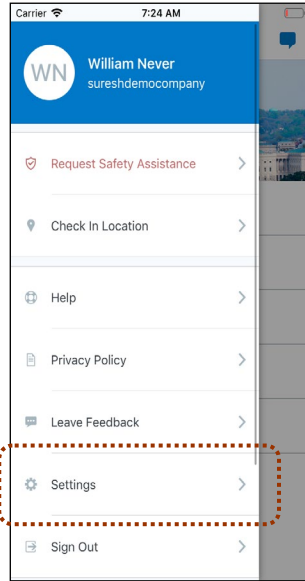 Carrier 7:24 AM
WN
William Never
sureshdemocompany
Request Safety Assistance
Check In Location
Help
Privacy Policy
Leave Feedback
Settings
Sign Out